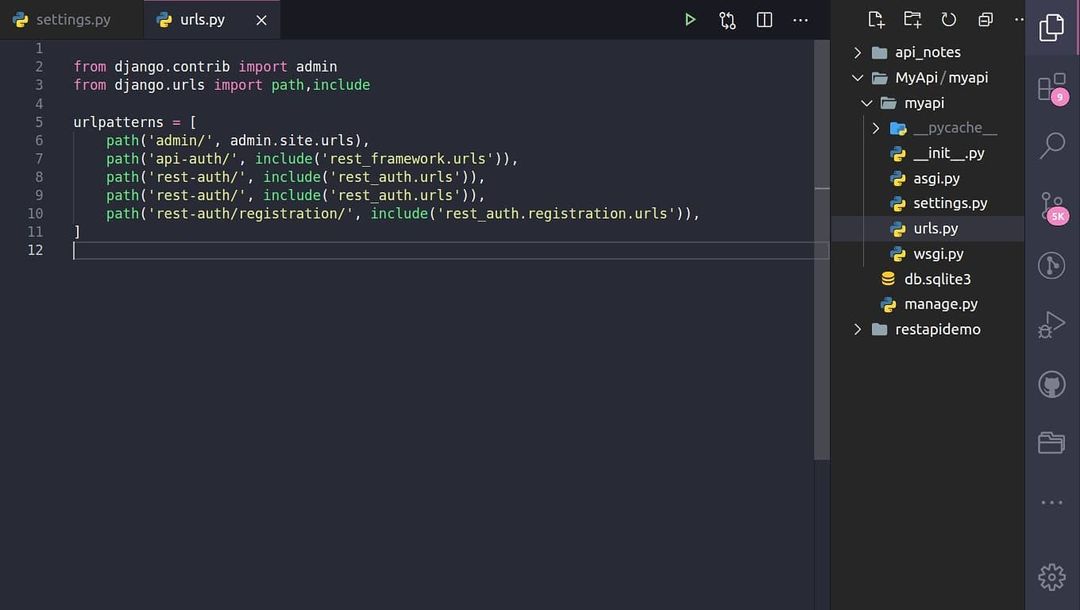 settings.py
urls.py
1
2 from django.contrib import admin
3 from django.urls import path,include
4
5 urlpatterns = [
6 path('admin/', admin.site.urls),
7 path('api-auth/', include('rest_framework.urls')),
8 path('rest-auth/', include('rest_auth.urls')),
9 path('rest-auth/', include('rest_auth.urls')),
10 path('rest-auth/registration/', include('rest_auth.registration.urls')),
11 ]
12
api_notes
MyApi/myapi
myapi
__pycache__
__init__.py
asgi.py
settings.py
urls.py
wsgi.py
db.sqlite3
manage.py
restapidemo
9
5K